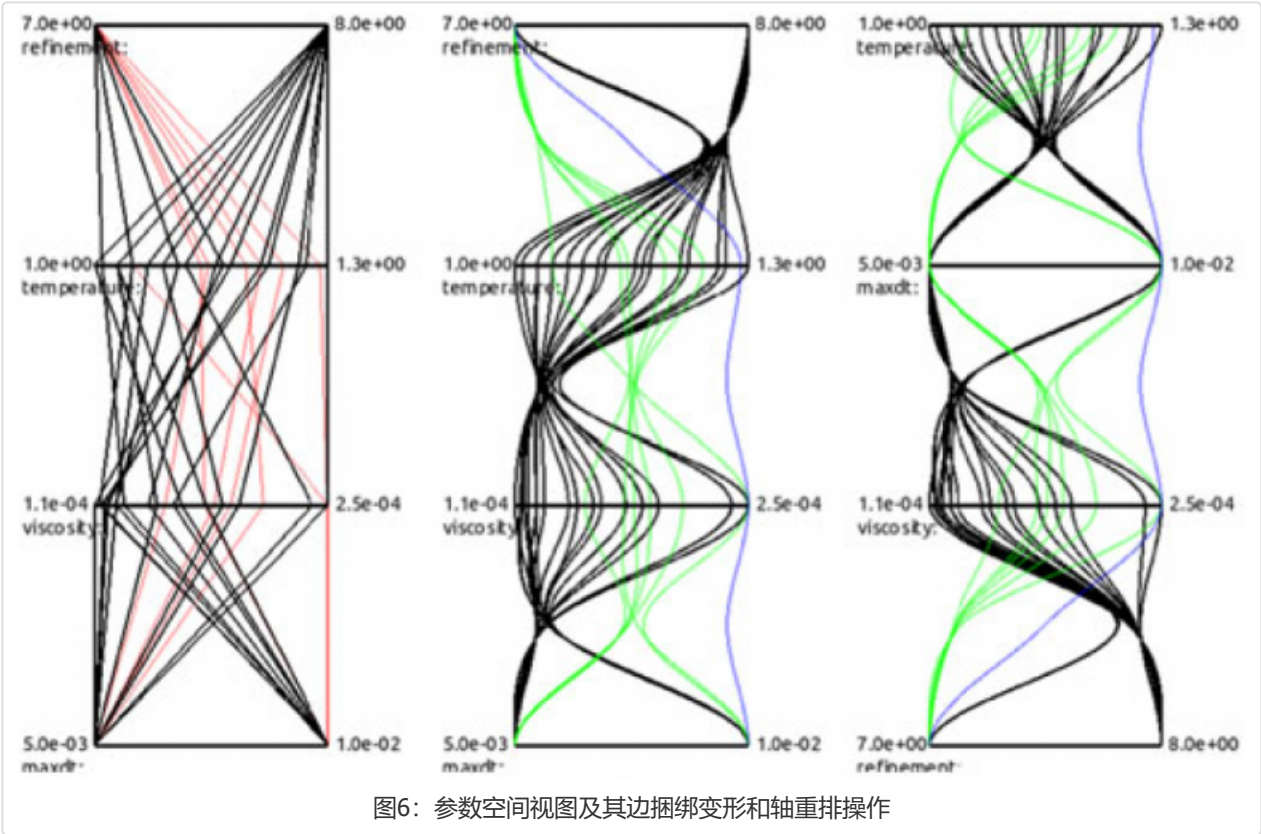 7.0e+00 8.0e+00 7.0e+00 8.0e+00 1.0e+00 1.3e+00
refinement: refinement: temperature:
1.0e+00 1.3e+00 1.0e+00 1.3e+00 5.0e-03 1.0e-02
temperature: temperature: maxdt:
1.1e-04 2.5e-04 1.1e-04 2.5e-04 1.1e-04 2.5e-04
viscosity: viscosity: viscosity:
5.0e-03 1.0e-02 5.0e-03 1.0e-02 7.0e+00 8.0e+00
maxdt: maxdt: refinement:
图6：参数空间视图及其边捆绑变形和轴重排操作